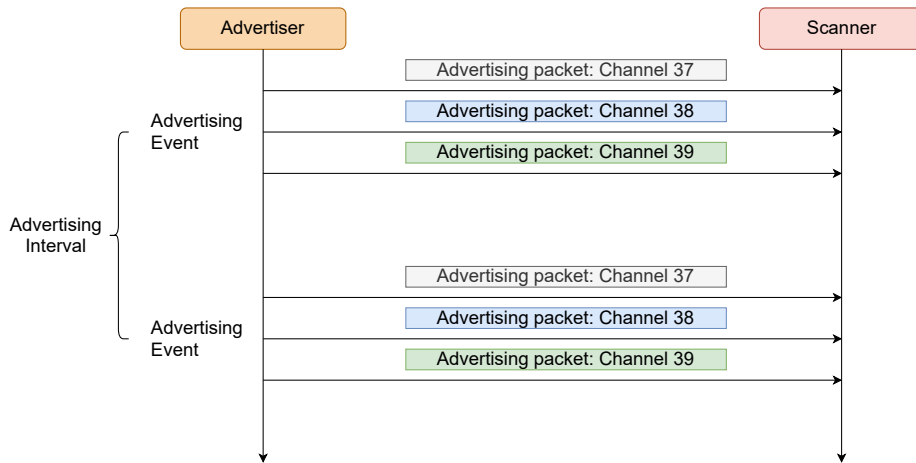 Advertiser
Scanner
Advertising packet: Channel 37
Advertising packet: Channel 38
Advertising
Event
Advertising packet: Channel 39
Advertising
Interval
Advertising packet: Channel 37
Advertising packet: Channel 38
Advertising
Event
Advertising packet: Channel 39